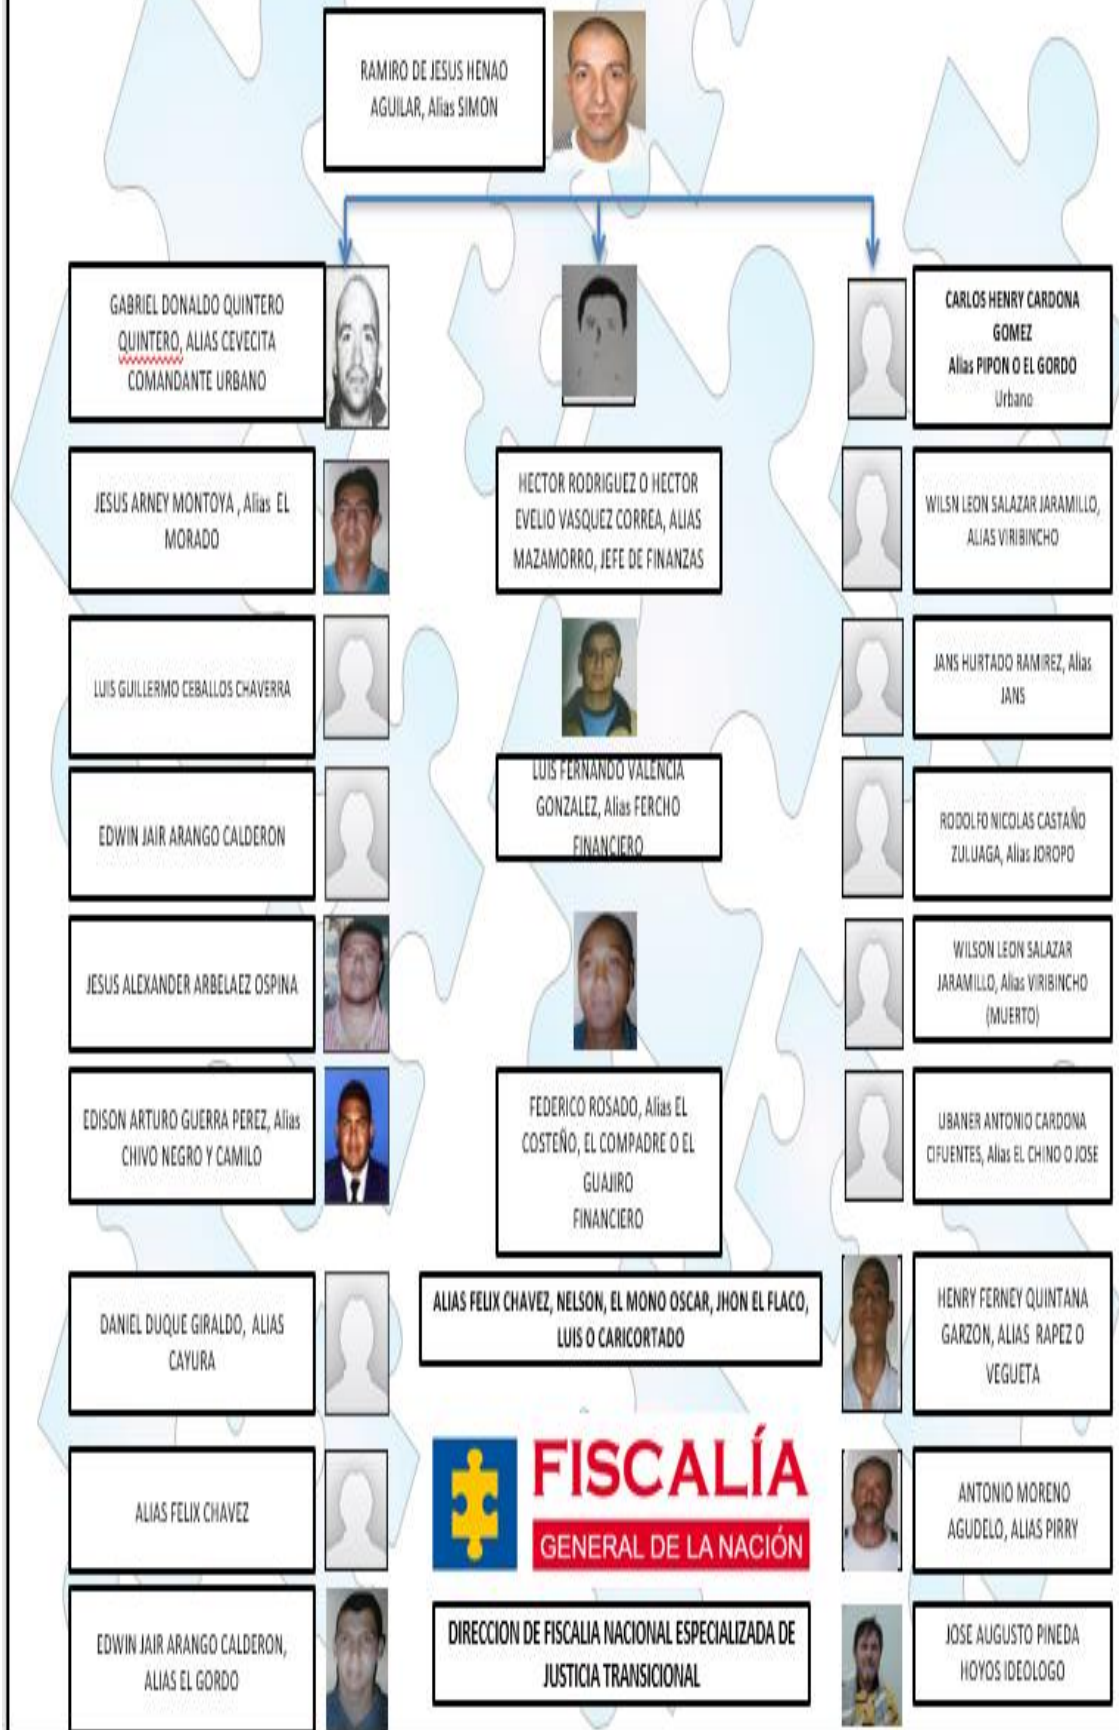 RAMIRO DE JESUS HENAO
AGUILAR, Alias SIMON
GABRIEL DONALDO QUINTERO
QUINTERO, ALIAS CEVECITA
COMANDANTE URBANO
CARLOS HENRY CARDONA
GOMEZ
Alias PIPON O EL GORDO
Urbano
JESUS ARNEY MONTOYA , Alias EL
MORADO
HECTOR RODRIGUEZ O HECTOR
EVELIO VASQUEZ CORREA, ALIAS
MAZAMORRO, JEFE DE FINANZAS
WILSN LEON SALAZAR JARAMILLO,
ALIAS VIRIBINCHO
LUIS GUILLERMO CEBALLOS CHAVERRA
JANS HURTADO RAMIREZ, Alias
JANS
EDWIN JAIR ARANGO CALDERON
LUIS FERNANDO VALENCIA
GONZALEZ, Alias FERCHO
FINANCIERO
RODOLFO NICOLAS CASTAÑO
ZULUAGA, Alias JOROPO
JESUS ALEXANDER ARBELAEZ OSPINA
WILSON LEON SALAZAR
JARAMILLO, Alias VIRIBINCHO
(MUERTO)
EDISON ARTURO GUERRA PEREZ, Alias
CHIVO NEGRO Y CAMILO
FEDERICO ROSADO, Alias EL
COSTEÑO, EL COMPADRE O EL
GUAJIRO
FINANCIERO
UBANER ANTONIO CARDONA
CIFUENTES, Alias EL CHINO O JOSE
DANIEL DUQUE GIRALDO, ALIAS
CAYURA
ALIAS FELIX CHAVEZ, NELSON, EL MONO OSCAR, JHON EL FLACO,
LUIS O CARICORTADO
HENRY FERNEY QUINTANA
GARZON, ALIAS RAPEZ O
VEGUETA
ALIAS FELIX CHAVEZ
FISCALÍA
GENERAL DE LA NACIÓN
ANTONIO MORENO
AGUDELO, ALIAS PIRRY
EDWIN JAIR ARANGO CALDERON,
ALIAS EL GORDO
DIRECCION DE FISCALIA NACIONAL ESPECIALIZADA DE
JUSTICIA TRANSICIONAL
JOSE AUGUSTO PINEDA
HOYOS IDEOLOGO